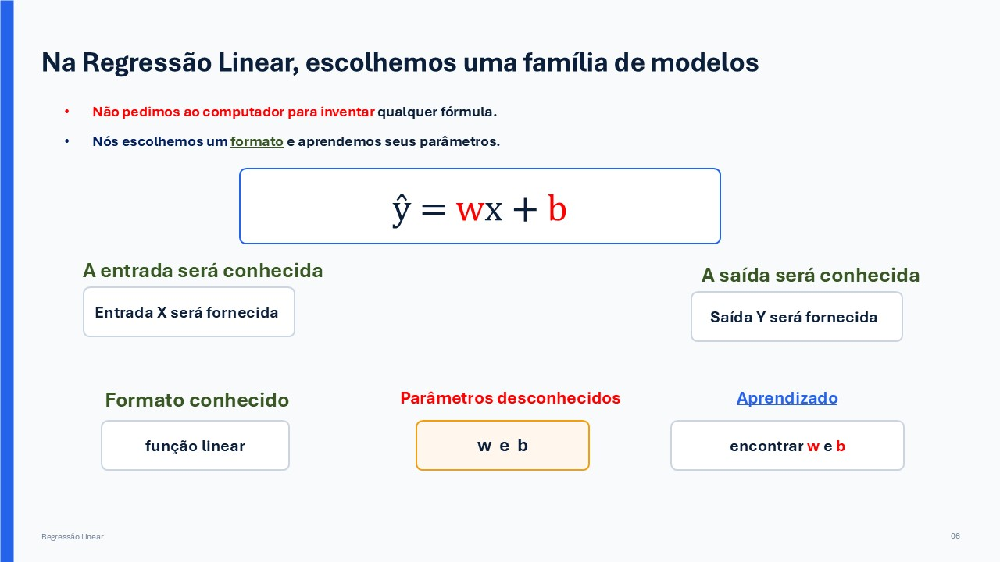 Na Regressão Linear, escolhemos uma família de modelos
• Não pedimos ao computador para inventar qualquer fórmula.
• Nós escolhemos um formato e aprendemos seus parâmetros.
ŷ = wx + b
A entrada será conhecida
Entrada X será fornecida
A saída será conhecida
Saída Y será fornecida
Formato conhecido
função linear
Parâmetros desconhecidos
w e b
Aprendizado
encontrar w e b
Regressão Linear
06